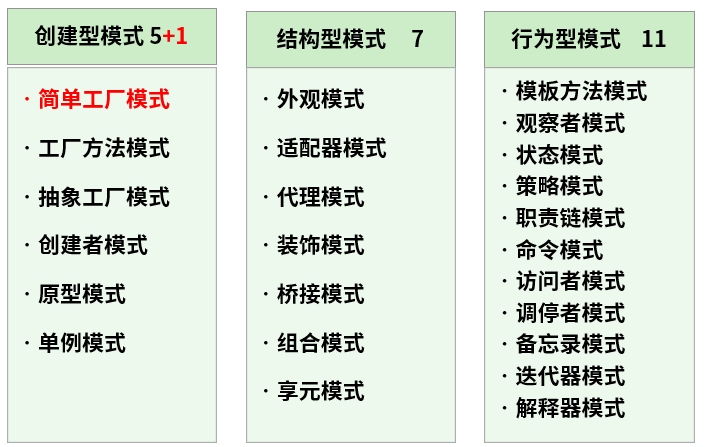 创建型模式 5+1
· 简单工厂模式
· 工厂方法模式
· 抽象工厂模式
· 创建者模式
· 原型模式
· 单例模式
结构型模式 7
· 外观模式
· 适配器模式
· 代理模式
· 装饰模式
· 桥接模式
· 组合模式
· 享元模式
行为型模式 11
· 模板方法模式
· 观察者模式
· 状态模式
· 策略模式
· 职责链模式
· 命令模式
· 访问者模式
· 调停者模式
· 备忘录模式
· 迭代器模式
· 解释器模式